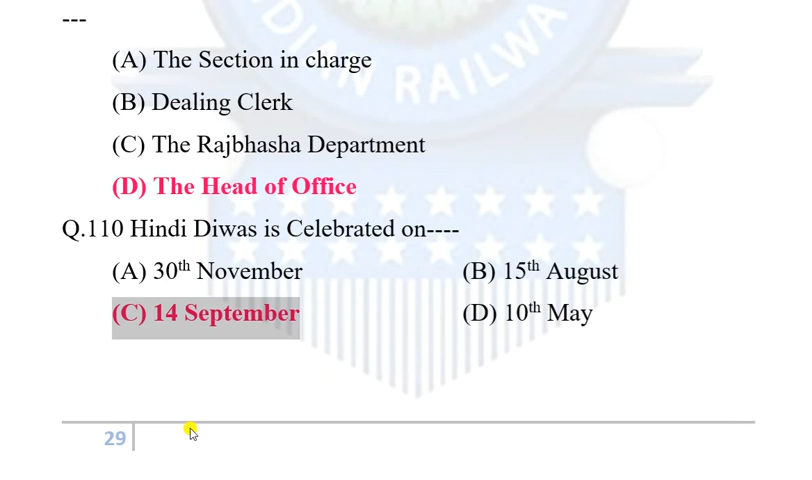 ---
(A) The Section in charge
(B) Dealing Clerk
(C) The Rajbhasha Department
(D) The Head of Office
Q.110 Hindi Diwas is Celebrated on----
(A) 30th November (B) 15th August
(C) 14 September (D) 10th May
29